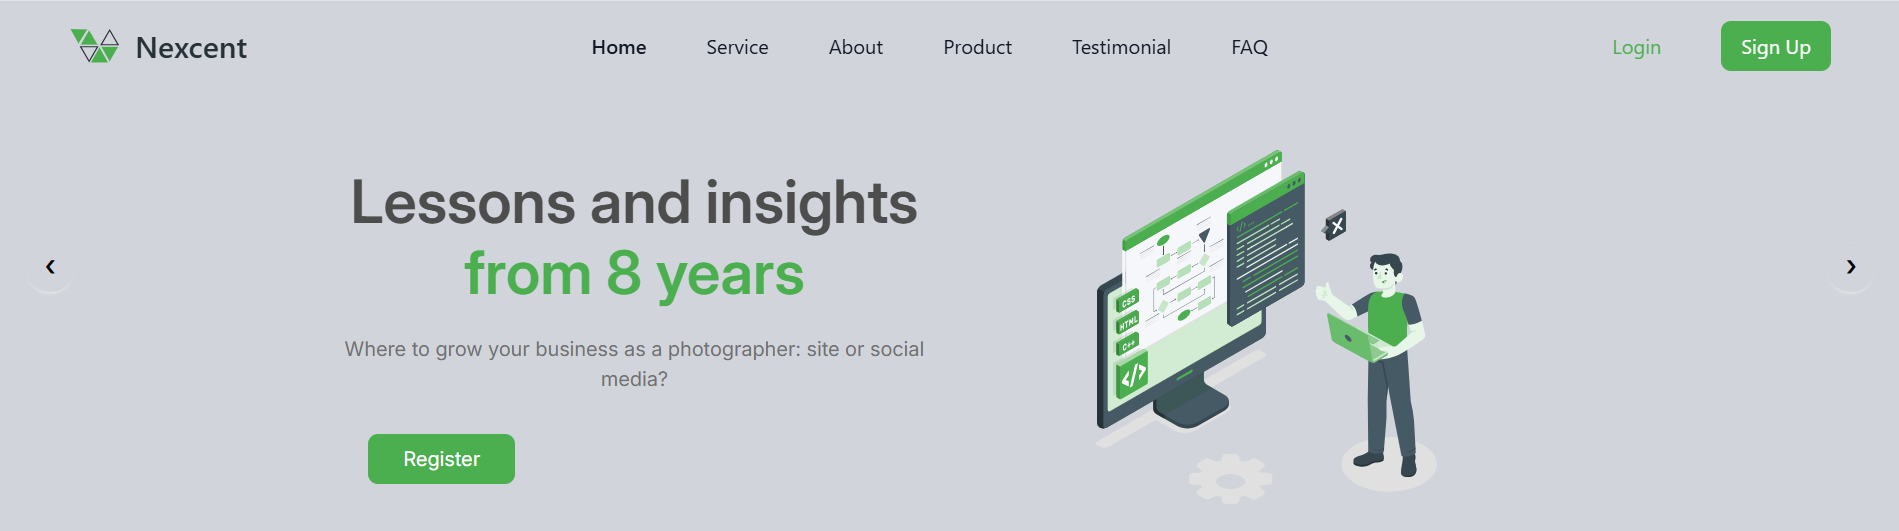 Nexcent
Home Service About Product Testimonial FAQ
Login Sign Up
Lessons and insights
from 8 years
Where to grow your business as a photographer: site or social
media?
Register
CSS
HTML
C++
</>